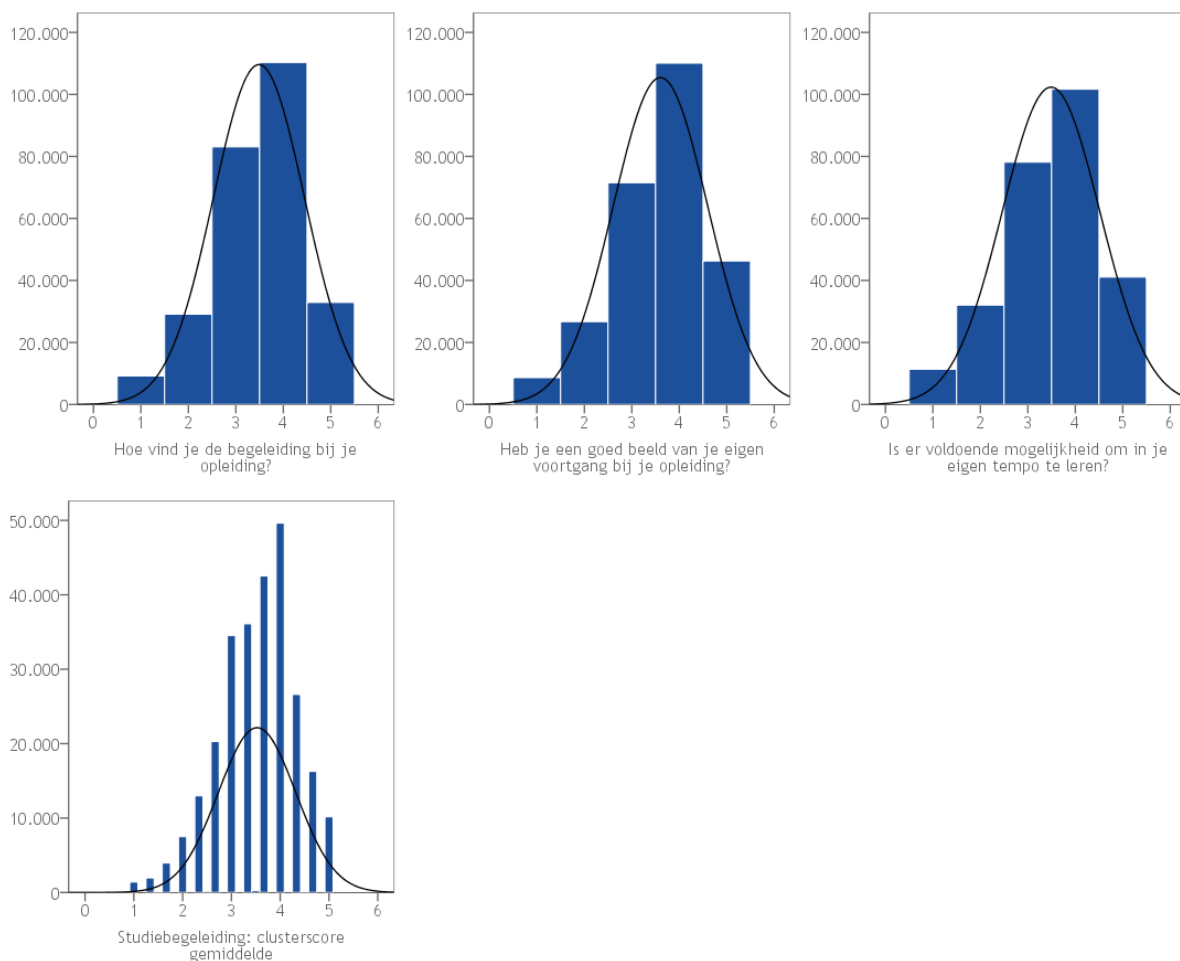 120.000
100.000
80.000
60.000
40.000
20.000
0
0 1 2 3 4 5 6
Hoe vind je de begeleiding bij je
opleiding?
120.000
100.000
80.000
60.000
40.000
20.000
0
0 1 2 3 4 5 6
Heb je een goed beeld van je eigen
voortgang bij je opleiding?
120.000
100.000
80.000
60.000
40.000
20.000
0
0 1 2 3 4 5 6
Is er voldoende mogelijkheid om in je
eigen tempo te leren?
50.000
40.000
30.000
20.000
10.000
0
0 1 2 3 4 5 6
Studiebegeleiding: clusterscore
gemiddelde